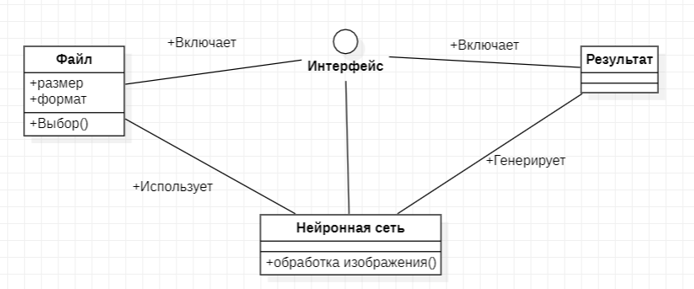 +Включает
+Включает
Файл
Интерфейс
Результат
+размер
+формат
+Выбор()
+Генерирует
+Использует
Нейронная сеть
+обработка изображения()